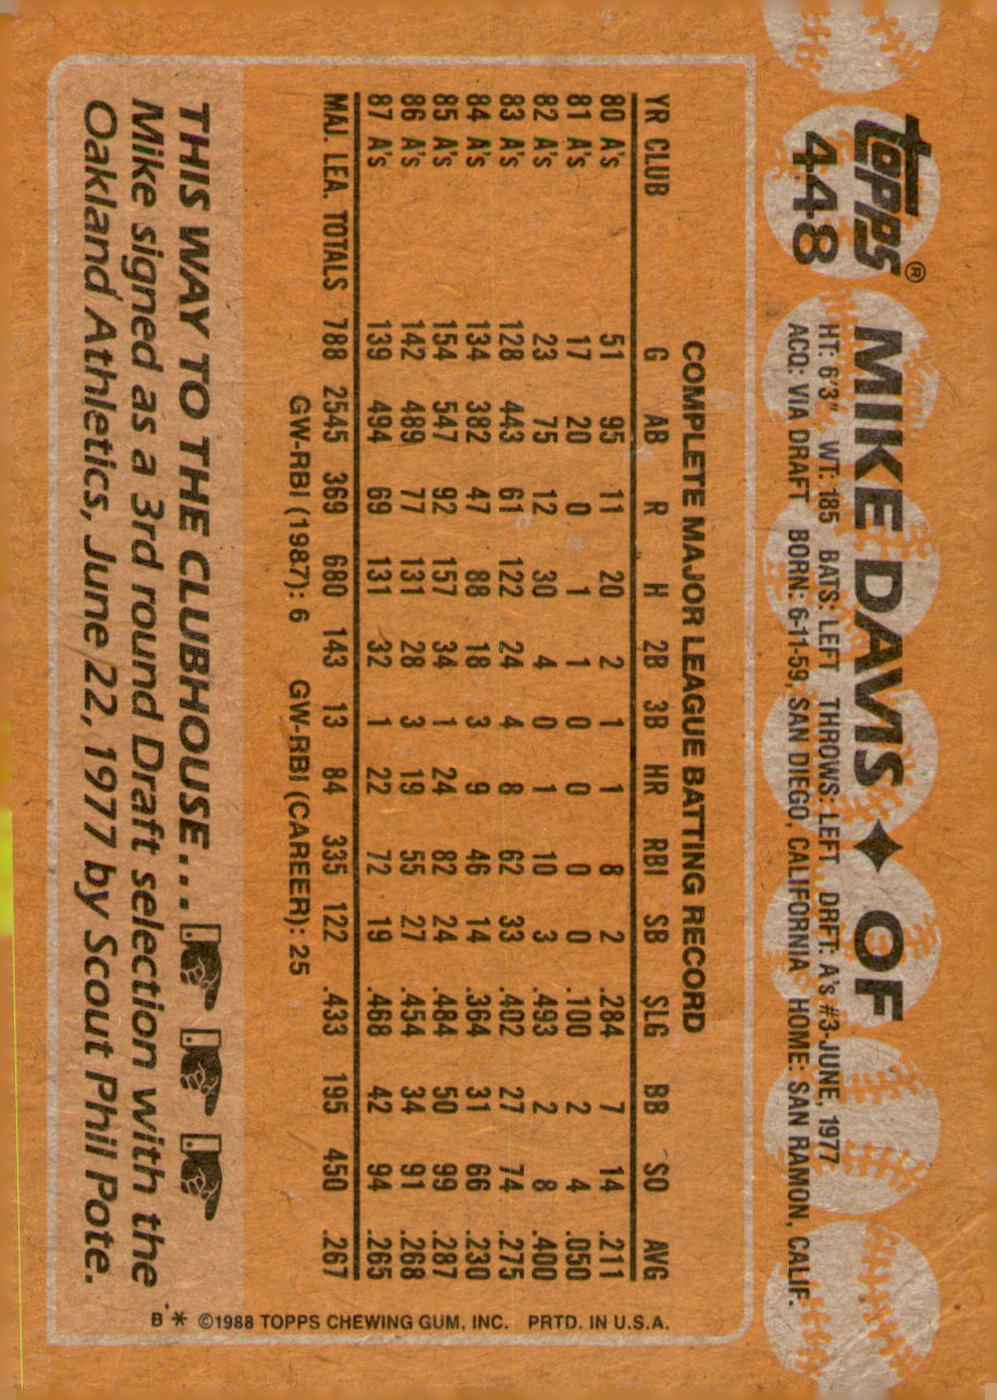 topps® MIKE DAVIS ♦ OF
448 HT: 6'3" WT: 185 BATS: LEFT THROWS: LEFT DRFT: A's #3-JUNE, 1977
ACQ: VIA DRAFT BORN: 6-11-59, SAN DIEGO, CALIFORNIA HOME: SAN RAMON, CALIF.
COMPLETE MAJOR LEAGUE BATTING RECORD
YR CLUB G AB R H 2B 3B HR RBI SB SLG BB SO AVG
80 A's 51 95 11 20 2 1 1 8 2 .284 7 14 .211
81 A's 17 20 0 1 1 0 0 0 0 .100 2 4 .050
82 A's 23 75 12 30 4 0 1 10 3 .493 2 8 .400
83 A's 128 443 61 122 24 4 8 62 33 .402 27 74 .275
84 A's 134 382 47 88 18 3 9 46 14 .364 31 66 .230
85 A's 154 547 92 157 34 1 24 82 24 .484 50 99 .287
86 A's 142 489 77 131 28 3 19 55 27 .454 34 91 .268
87 A's 139 494 69 131 32 1 22 72 19 .468 42 94 .265
MAJ. LEA. TOTALS 788 2545 369 680 143 13 84 335 122 .433 195 450 .267
GW-RBI (1987): 6 GW-RBI (CAREER): 25
THIS WAY TO THE CLUBHOUSE...
Mike signed as a 3rd round Draft selection with the
Oakland Athletics, June 22, 1977 by Scout Phil Pote.
B* ©1988 TOPPS CHEWING GUM, INC. PRTD. IN U.S.A.